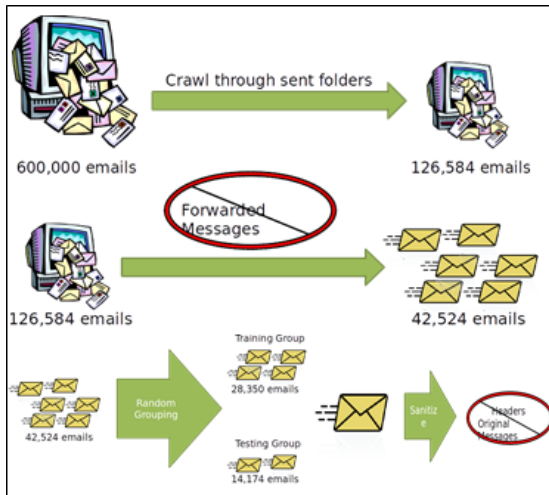 Crawl through sent folders
600,000 emails
126,584 emails
Forwarded
Messages
126,584 emails
42,524 emails
Training Group
28,350 emails
Random
Grouping
42,524 emails
Testing Group
14,174 emails
Sanitiz
e
Headers
Original
Messages